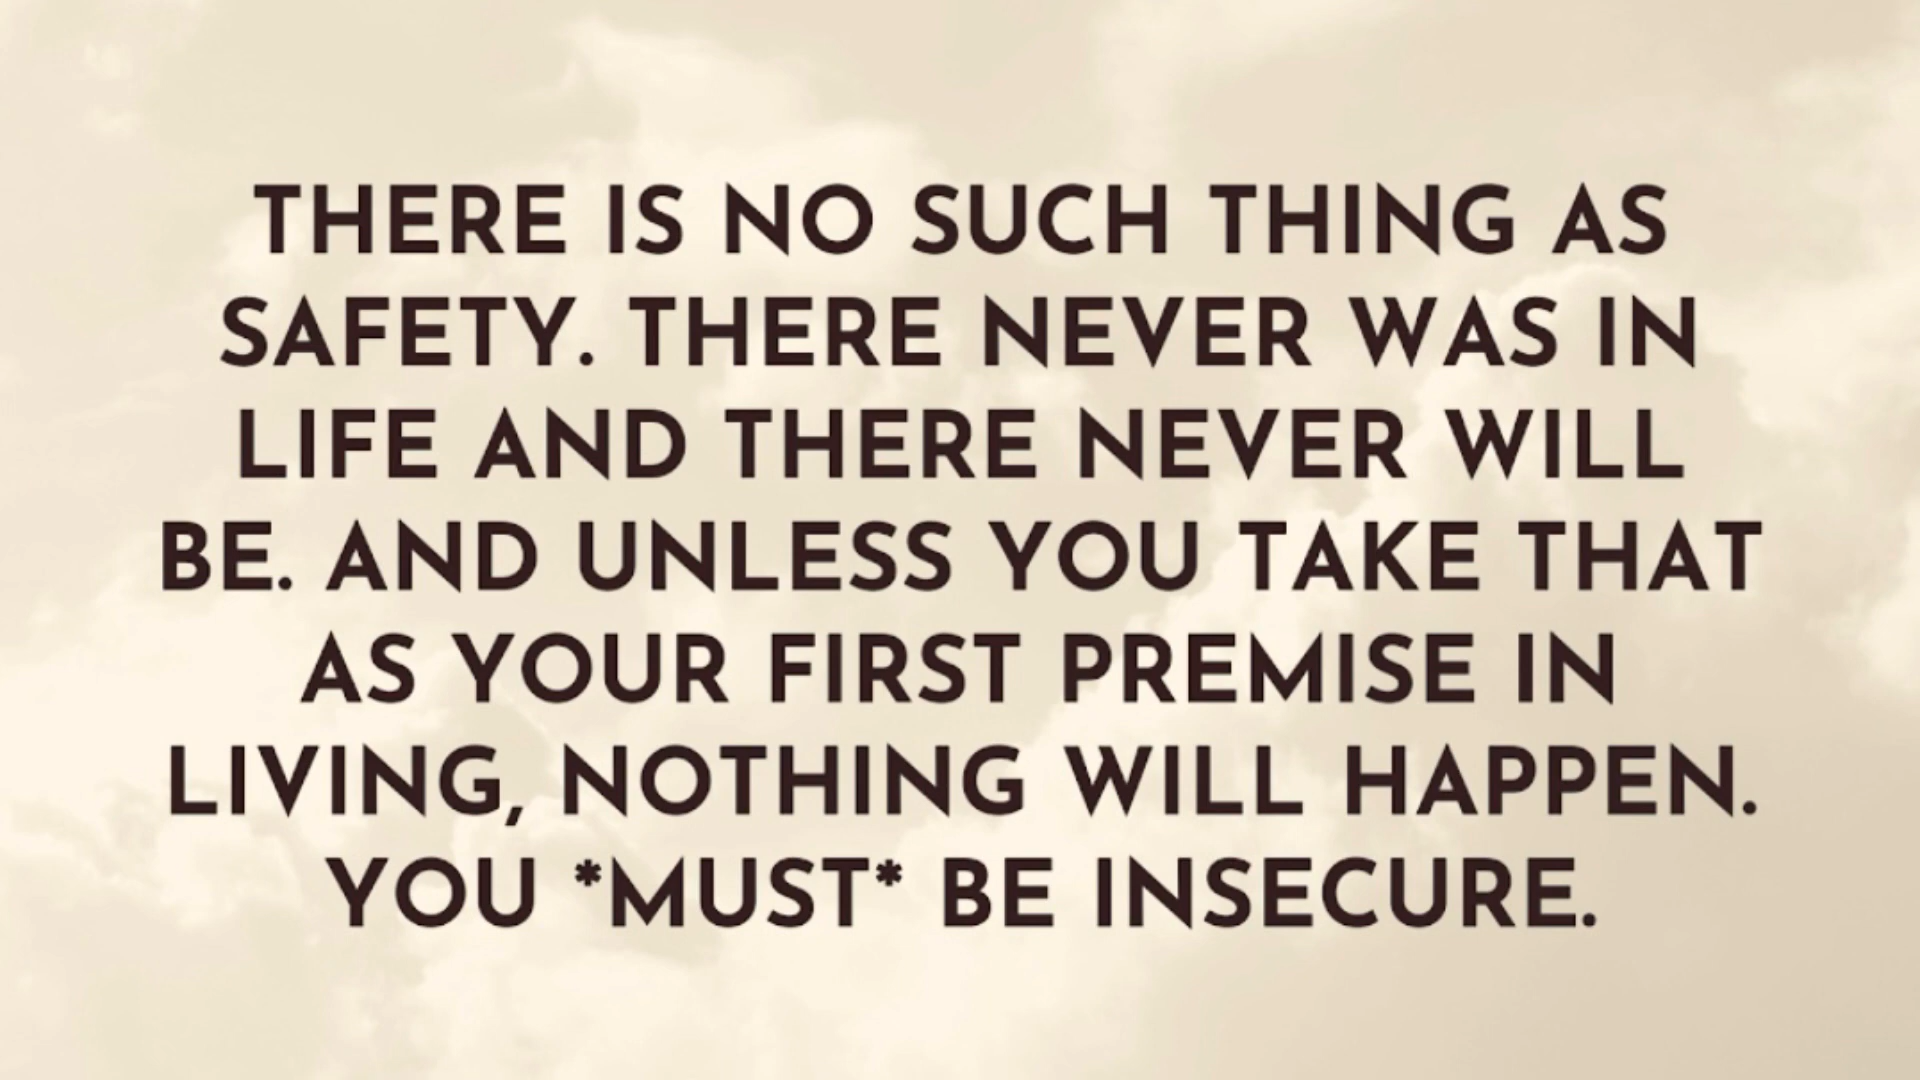 THERE IS NO SUCH THING AS
SAFETY. THERE NEVER WAS IN
LIFE AND THERE NEVER WILL
BE. AND UNLESS YOU TAKE THAT
AS YOUR FIRST PREMISE IN
LIVING, NOTHING WILL HAPPEN.
YOU *MUST* BE INSECURE.